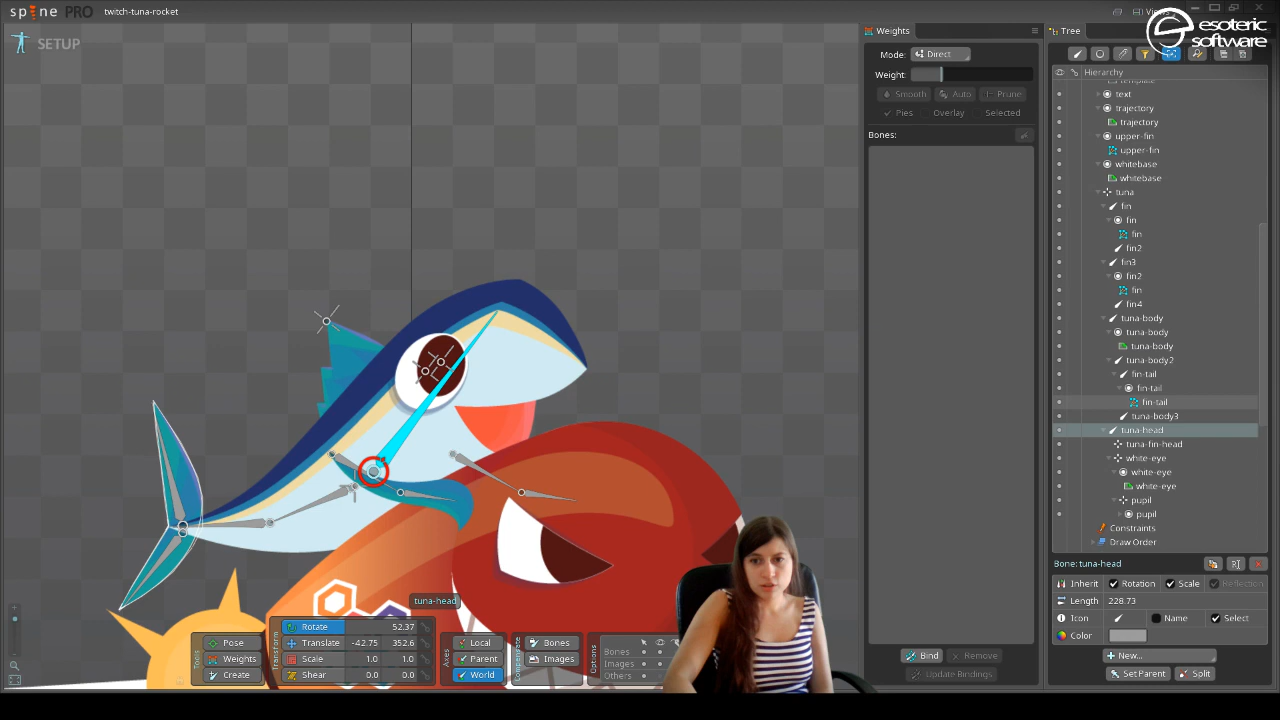 spine PRO twitch-tuna-rocket
Views
esoteric
software
SETUP
Weights
Tree
Mode: Direct
Weight:
Smooth Auto Prune
Pies Overlay Selected
Bones:
Bind Remove
Update Bindings
Hierarchy
template
text
trajectory
trajectory
upper-fin
upper-fin
whitebase
whitebase
tuna
fin
fin
fin
fin2
fin3
fin2
fin
fin4
tuna-body
tuna-body
tuna-body
tuna-body2
fin-tail
fin-tail
fin-tail
tuna-body3
tuna-head
tuna-fin-head
white-eye
white-eye
white-eye
pupil
pupil
Constraints
Draw Order
Bone: tuna-head
Inherit Rotation Scale Reflection
Length 228.73
Icon Name Select
Color
New...
Set Parent Split
tuna-head
Tools
Pose
Weights
Create
Transform
Rotate 52.37
Translate -42.75 352.6
Scale 1.0 1.0
Shear 0.0 0.0
Axes
Local
Parent
World
Compensate
Bones
Images
Options
Bones
Images
Others